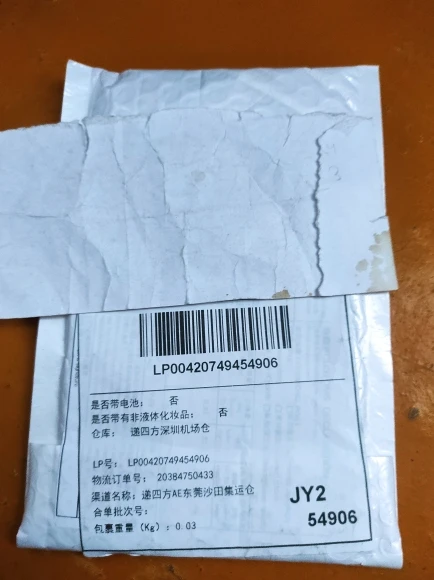 LP00420749454906
是否带电池： 否
是否带有非液体化妆品： 否
仓库： 递四方深圳机场仓
LP号：LP00420749454906
物流订单号：20384750433
渠道名称：递四方AE东莞沙田集运仓
合单批次号：
包裹重量（Kg）：0.03
JY2
54906